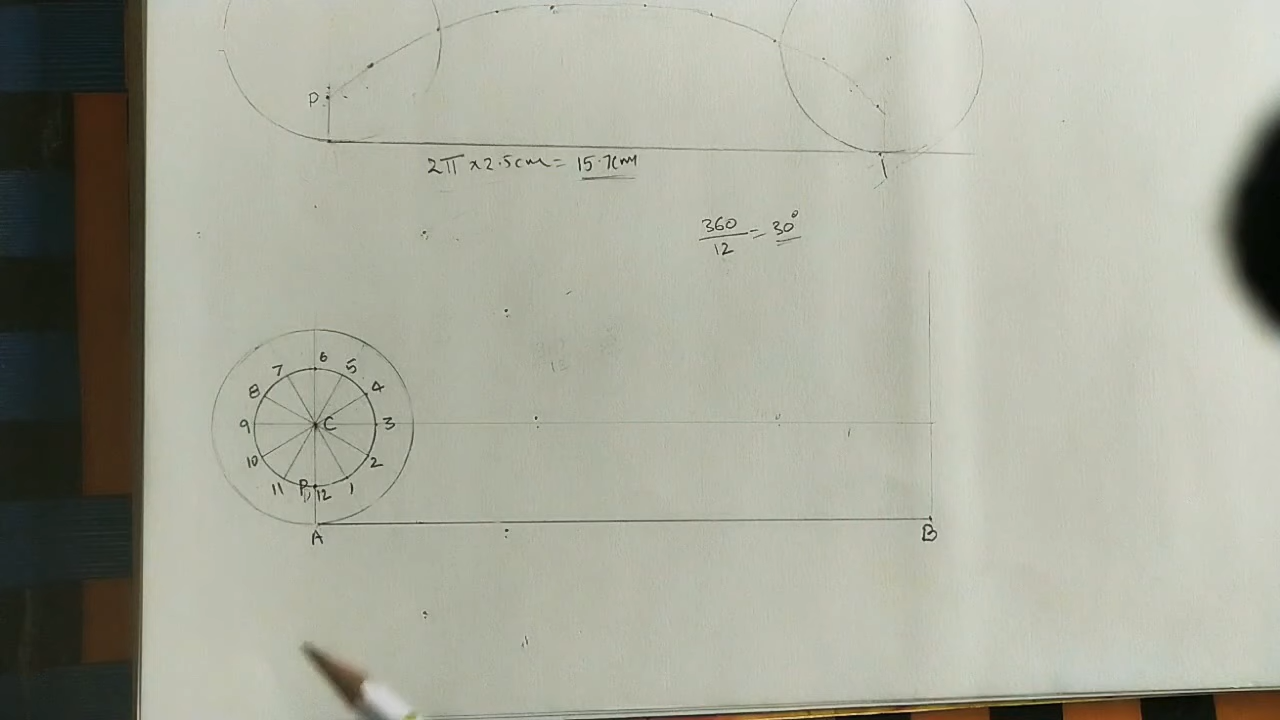 P
2π×2.5cm = 15.7cm
360/12 = 30°
6
7 5
8 4
9 C 3
10 2
11 P 12 1
A B